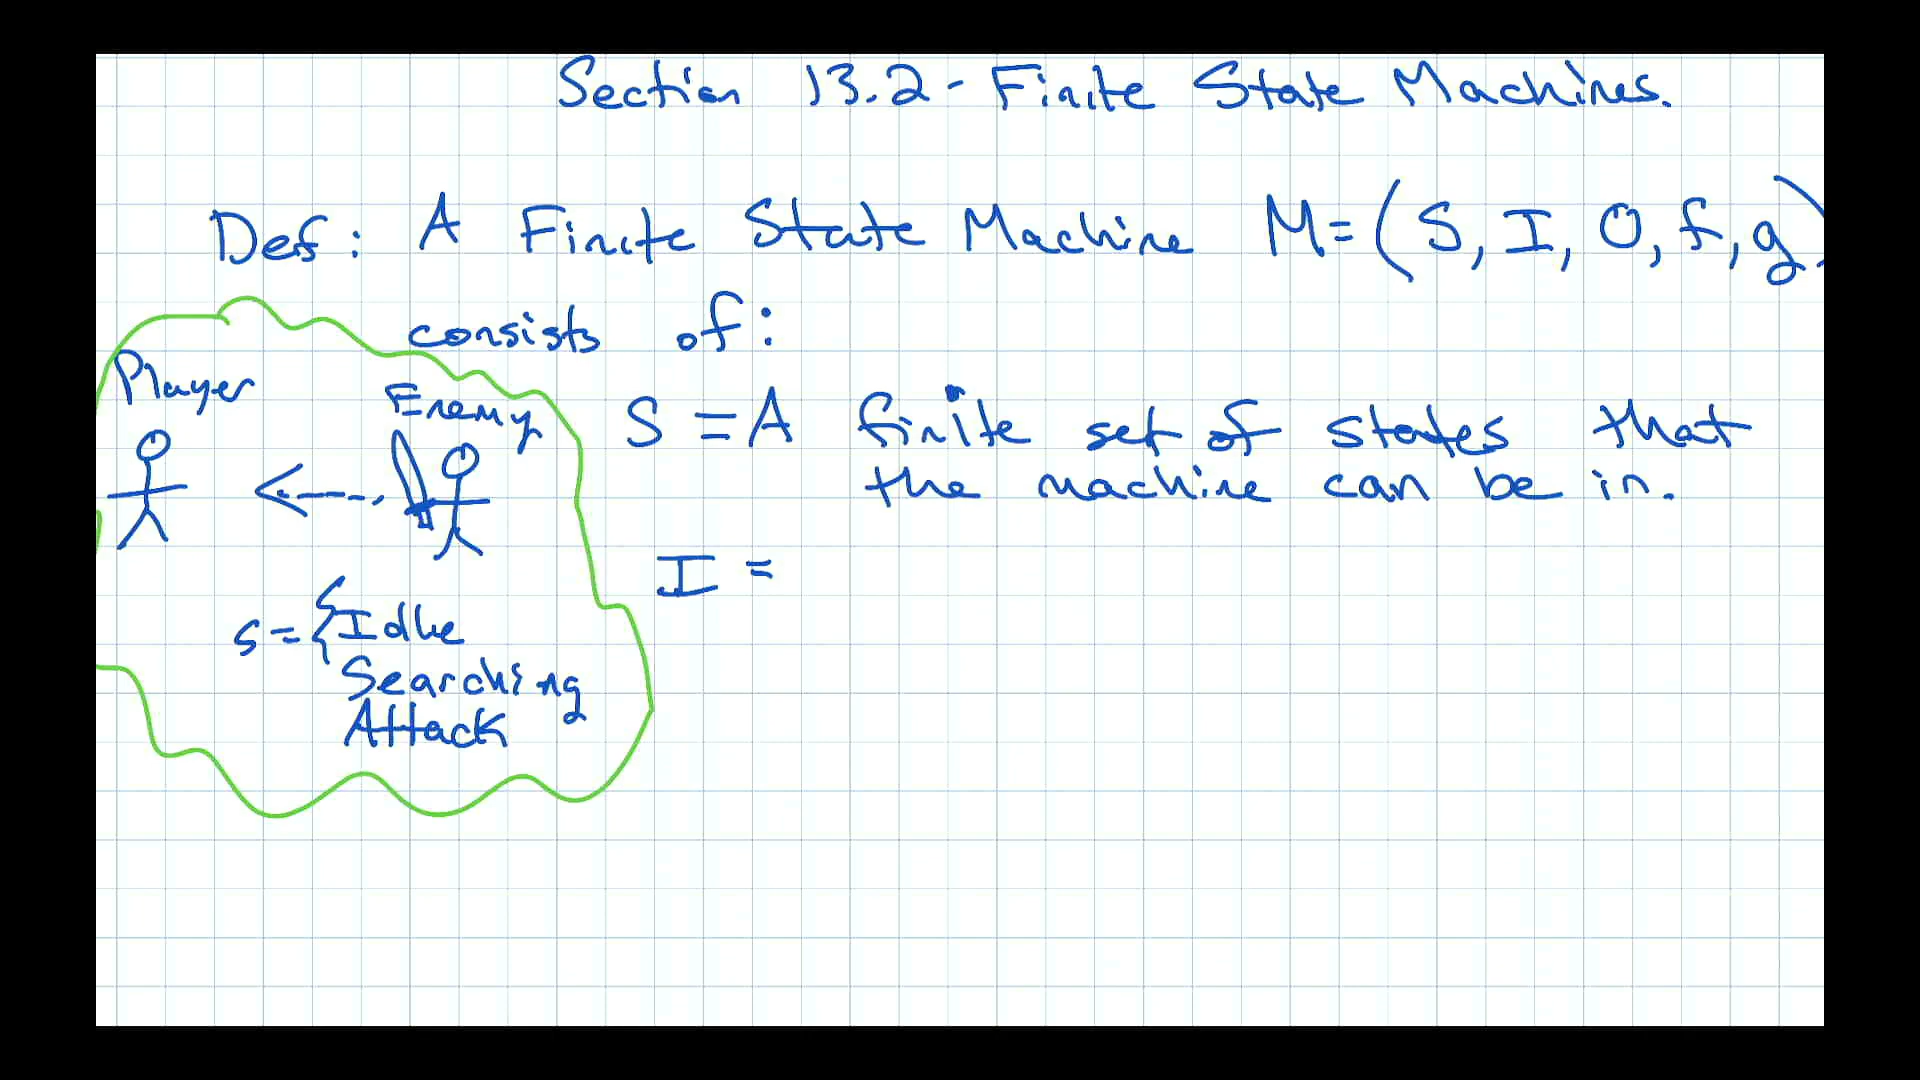 Section 13.2 - Finite State Machines.
Def: A Finite State Machine M = (S, I, O, f, g)
consists of:
Player
Enemy
S = A finite set of states that
the machine can be in.
I =
S = { Idle
Searching
Attack